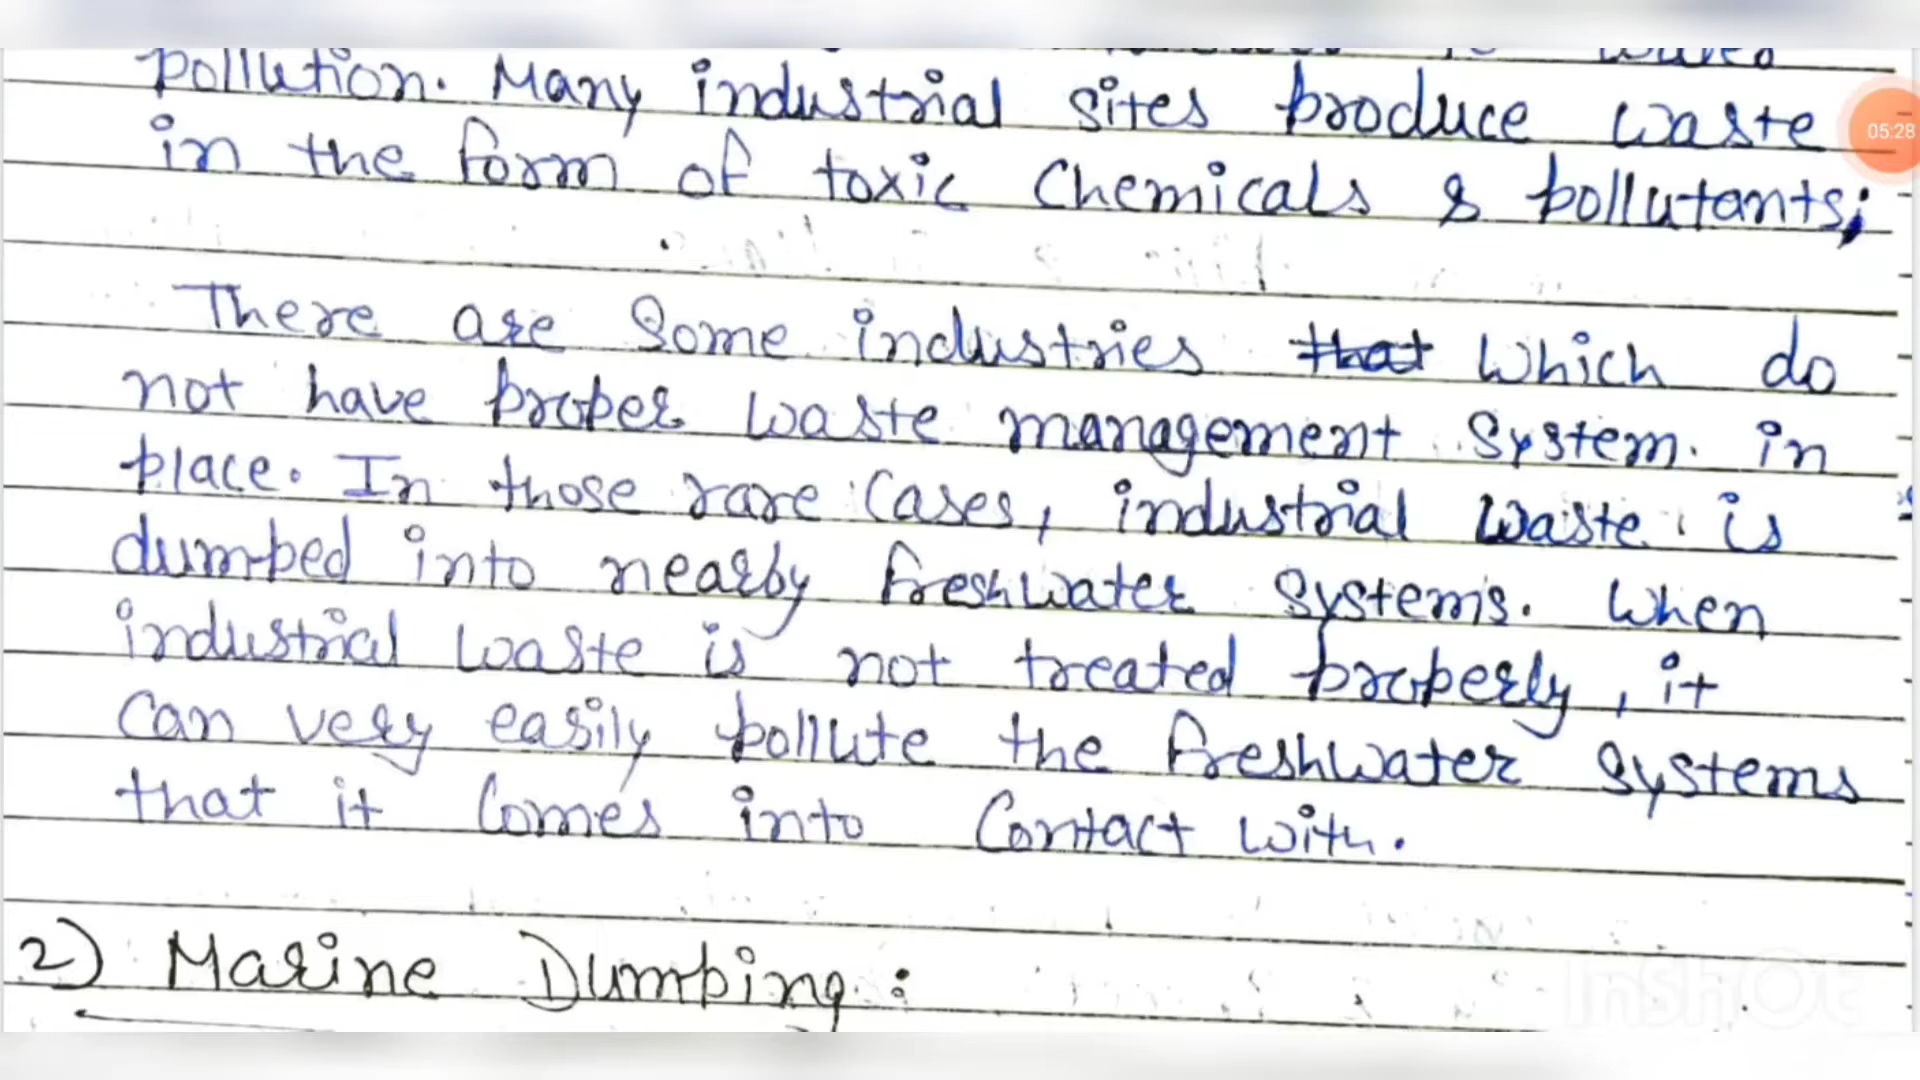 pollution. Many industrial sites produce waste
in the form of toxic Chemicals & pollutants;
There are Some industries that which do
not have proper waste management System. in
place. In those rare Cases, industrial waste is
dumped into nearby freshwater systems. When
industrial waste is not treated properly, it
Can very easily pollute the freshwater systems
that it Comes into Contact with.
2) Marine Dumping:
05:28
InShOt